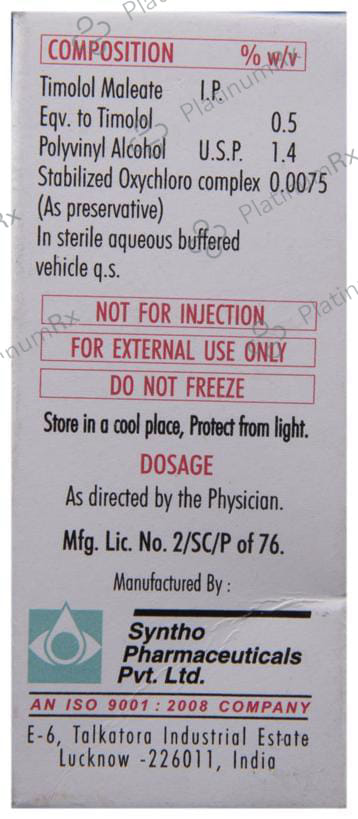 COMPOSITION % w/v
Timolol Maleate I.P.
Eqv. to Timolol 0.5
Polyvinyl Alcohol U.S.P. 1.4
Stabilized Oxychloro complex 0.0075
(As preservative)
In sterile aqueous buffered
vehicle q.s.
NOT FOR INJECTION
FOR EXTERNAL USE ONLY
DO NOT FREEZE
Store in a cool place, Protect from light.
DOSAGE
As directed by the Physician.
Mfg. Lic. No. 2/SC/P of 76.
Manufactured By :
Syntho
Pharmaceuticals
Pvt. Ltd.
AN ISO 9001 : 2008 COMPANY
E-6, Talkatora Industrial Estate
Lucknow -226011, India
PlatinumRx
PlatinumRx